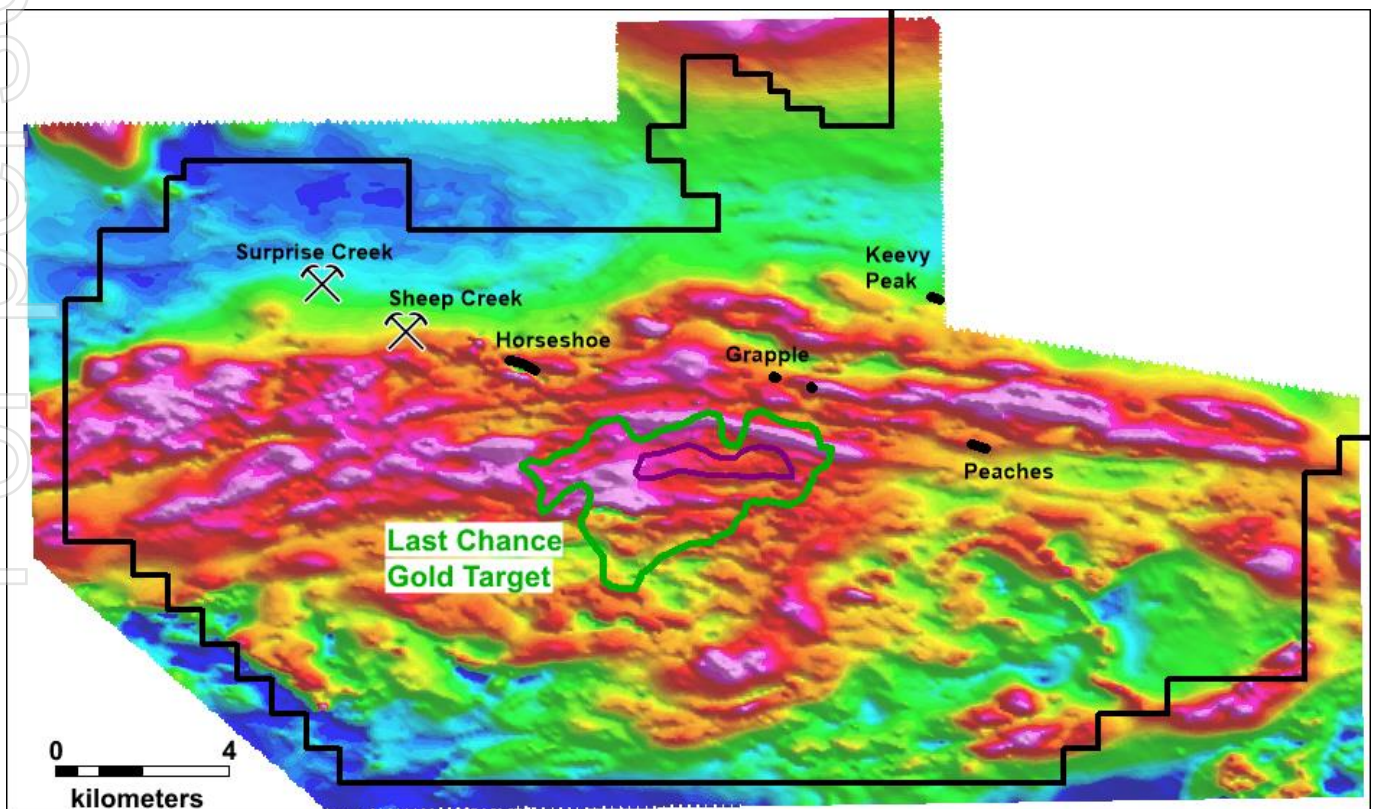 Surprise Creek
Sheep Creek
Horseshoe
Keevy
Peak
Grapple
Peaches
Last Chance
Gold Target
0 4
kilometers